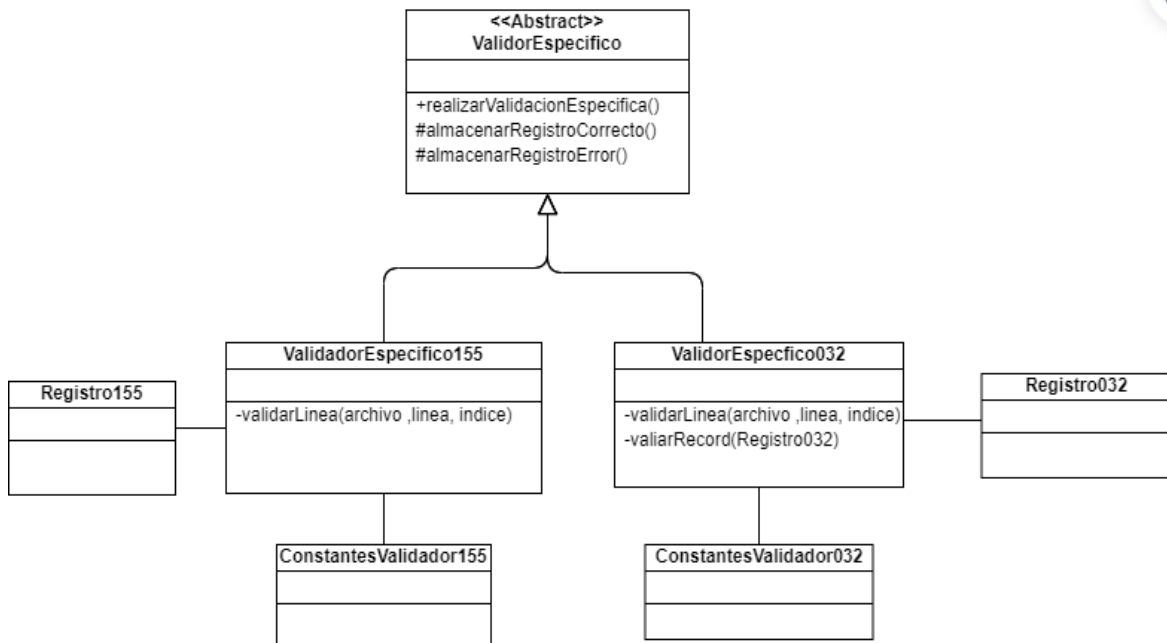 <<Abstract>>
ValidorEspecifico
+realizarValidacionEspecifica()
#almacenarRegistroCorrecto()
#almacenarRegistroError()
ValidadorEspecifico155
-validarLinea(archivo ,linea, indice)
ValidorEspecfico032
-validarLinea(archivo ,linea, indice)
-valiarRecord(Registro032)
Registro155
Registro032
ConstantesValidador155
ConstantesValidador032